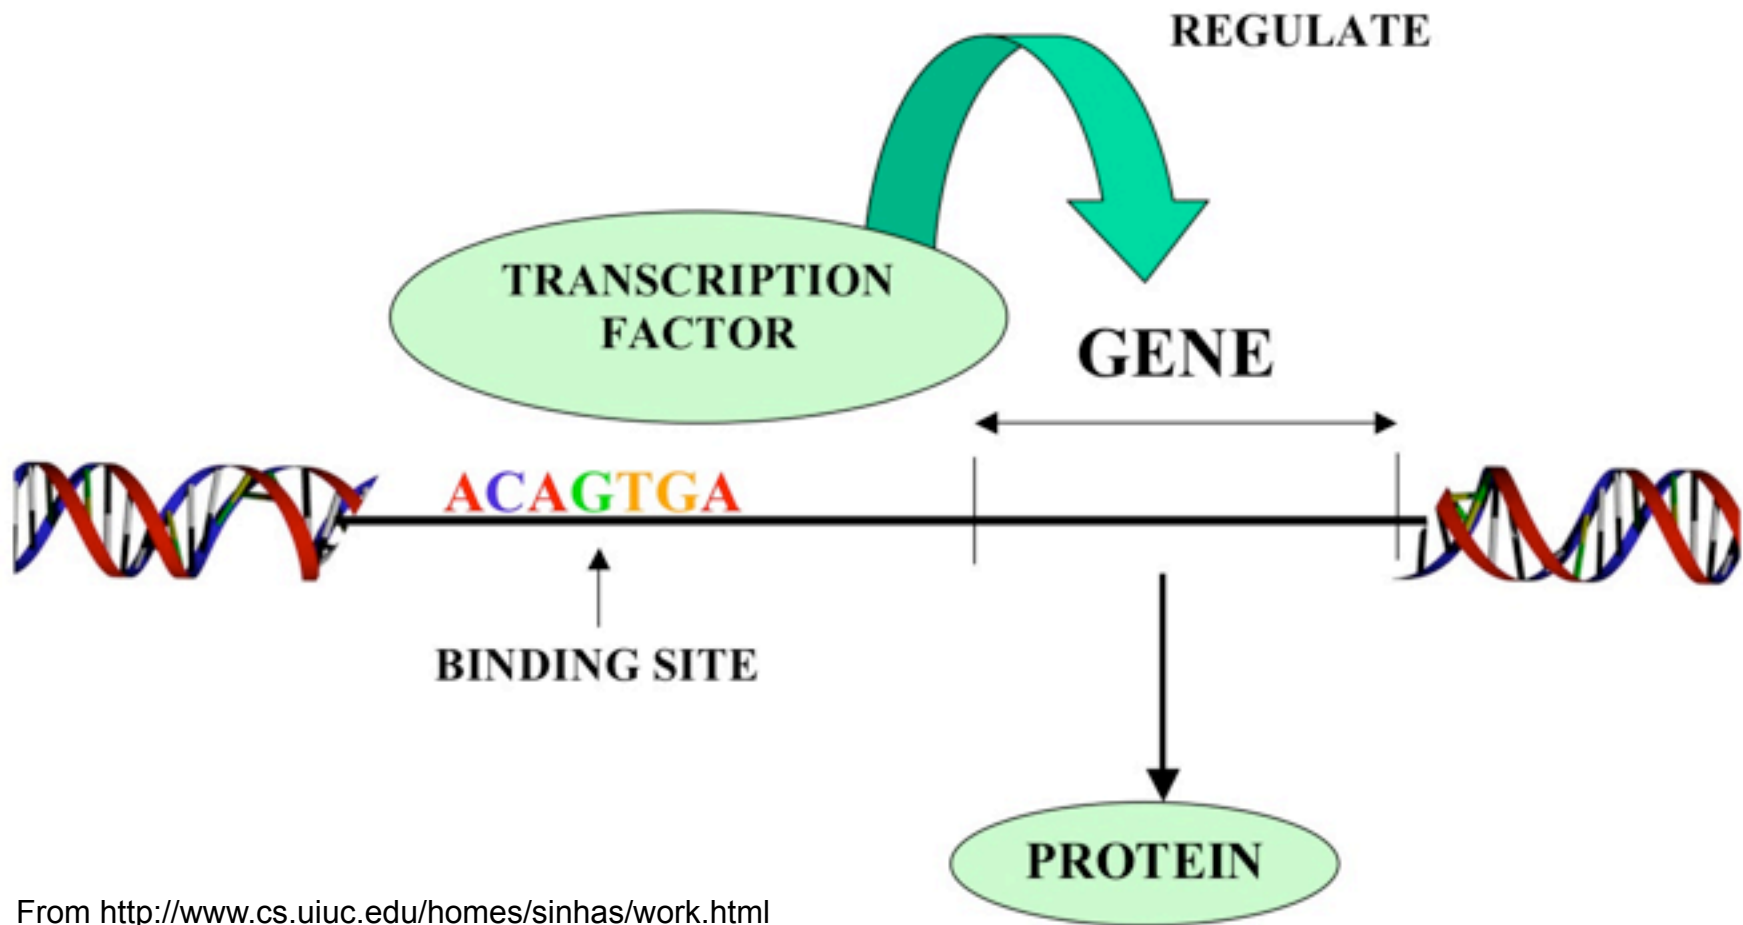 REGULATE
TRANSCRIPTION
FACTOR
GENE
ACAGTGA
BINDING SITE
PROTEIN
From http://www.cs.uiuc.edu/homes/sinhas/work.html